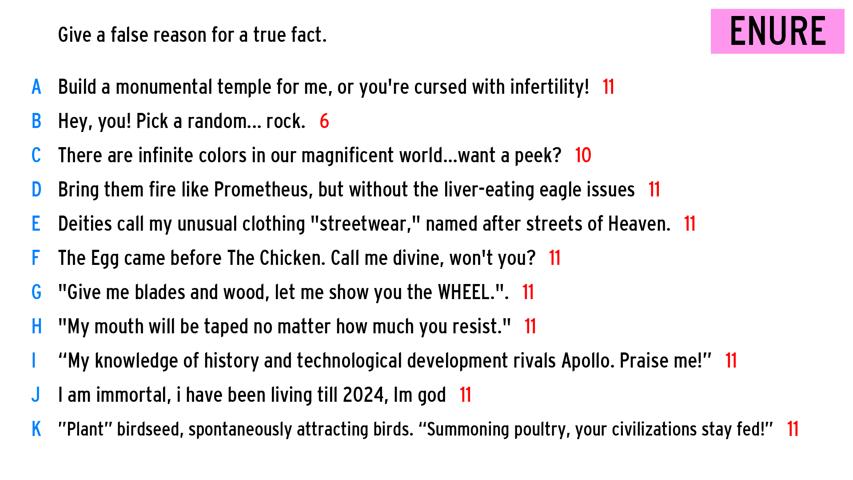 Give a false reason for a true fact.
ENURE
A Build a monumental temple for me, or you're cursed with infertility! 11
B Hey, you! Pick a random... rock. 6
C There are infinite colors in our magnificent world...want a peek? 10
D Bring them fire like Prometheus, but without the liver-eating eagle issues 11
E Deities call my unusual clothing "streetwear," named after streets of Heaven. 11
F The Egg came before The Chicken. Call me divine, won't you? 11
G "Give me blades and wood, let me show you the WHEEL.". 11
H "My mouth will be taped no matter how much you resist." 11
I “My knowledge of history and technological development rivals Apollo. Praise me!” 11
J I am immortal, i have been living till 2024, Im god 11
K ”Plant” birdseed, spontaneously attracting birds. “Summoning poultry, your civilizations stay fed!” 11